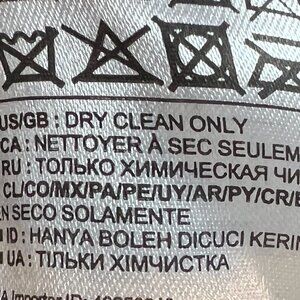 US/GB : DRY CLEAN ONLY
CA : NETTOYER À SEC SEULEM
RU : ТОЛЬКО ХИМИЧЕСКАЯ ЧИ
CL/CO/MX/PA/PE/UY/AR/PY/CR/E
EN SECO SOLAMENTE
ID : HANYA BOLEH DICUCI KERIN
UA : ТІЛЬКИ ХІМЧИСТКА